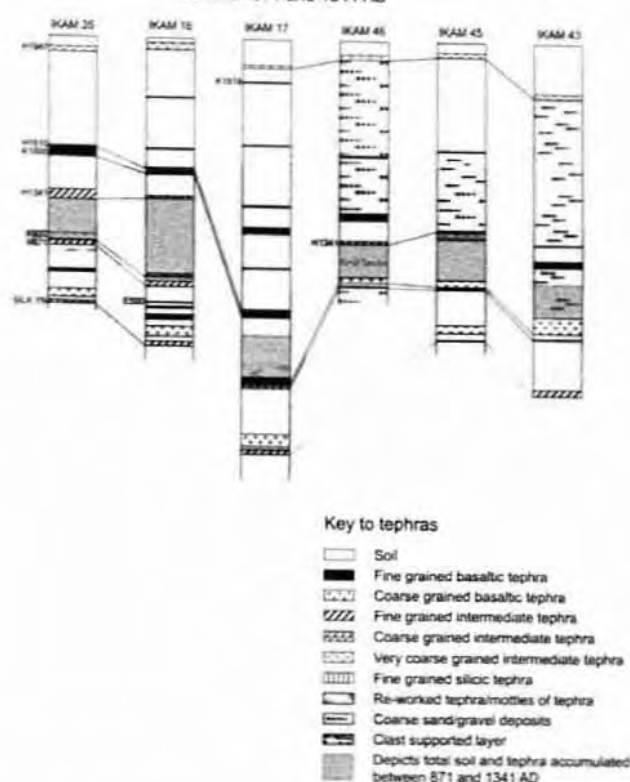 IKAM 25 IKAM 16 IKAM 17 IKAM 46 IKAM 45 IKAM 43
Key to tephras
Soil
Fine grained basaltic tephra
Coarse grained basaltic tephra
Fine grained intermediate tephra
Coarse grained intermediate tephra
Very coarse grained intermediate tephra
Fine grained silicic tephra
Re-worked tephra/mottles of tephra
Coarse sand/gravel deposits
Clast supported layer
Depicts total soil and tephra accumulated
between 871 and 1341 AD